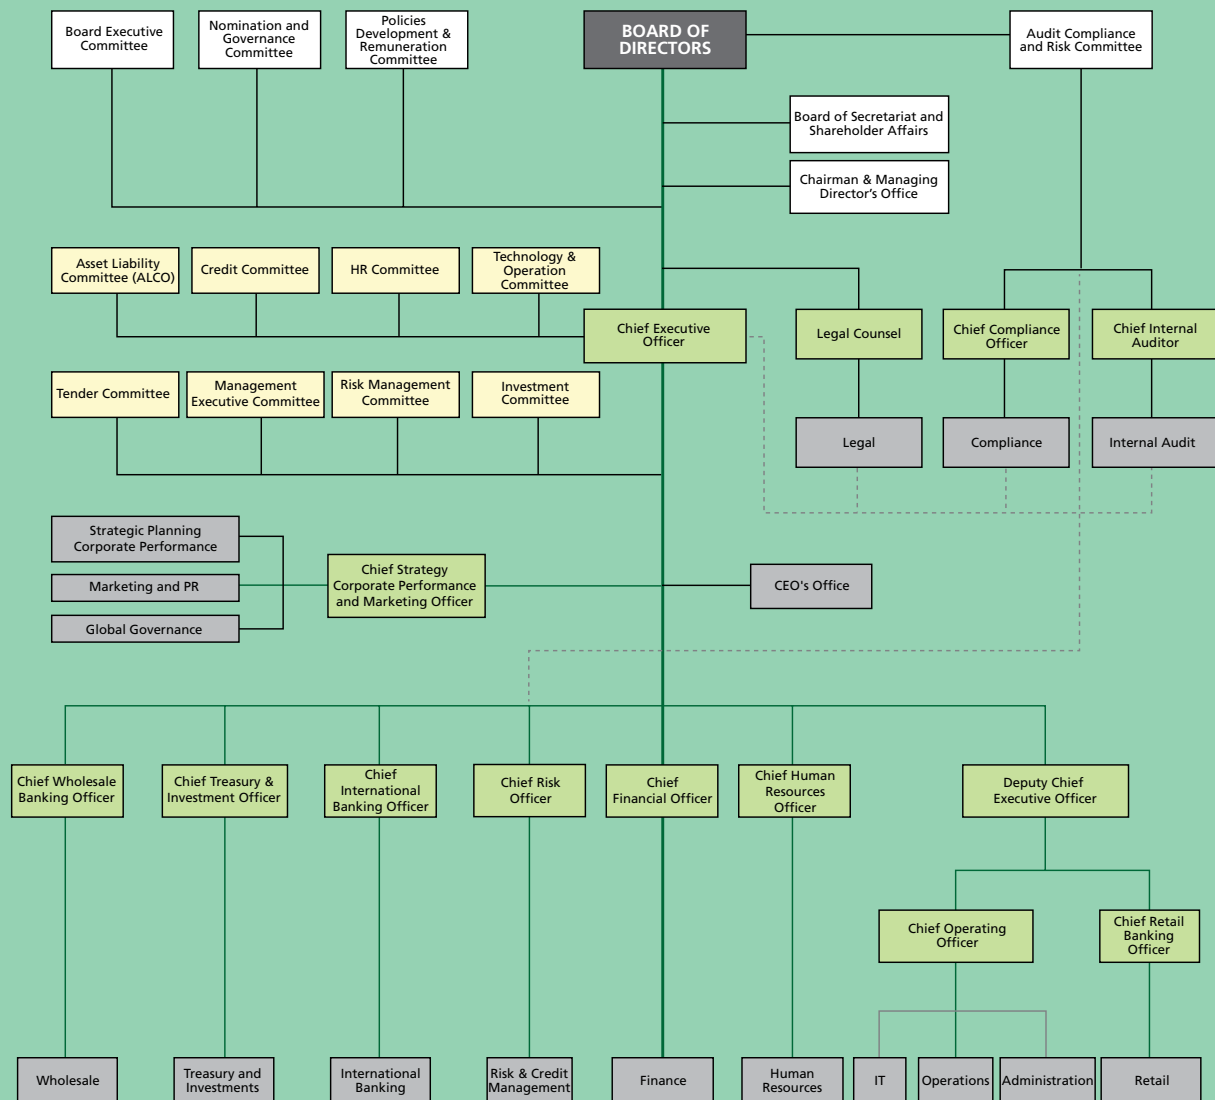 Board Executive
Committee
Nomination and
Governance
Committee
Policies
Development &
Remuneration
Committee
BOARD OF
DIRECTORS
Audit Compliance
and Risk Committee
Board of Secretariat and
Shareholder Affairs
Chairman & Managing
Director's Office
Asset Liability
Committee (ALCO)
Credit Committee
HR Committee
Technology &
Operation
Committee
Chief Executive
Officer
Legal Counsel
Chief Compliance
Officer
Chief Internal
Auditor
Tender Committee
Management
Executive Committee
Risk Management
Committee
Investment
Committee
Legal
Compliance
Internal Audit
Strategic Planning
Corporate Performance
Marketing and PR
Global Governance
Chief Strategy
Corporate Performance
and Marketing Officer
CEO's Office
Chief Wholesale
Banking Officer
Chief Treasury &
Investment Officer
Chief
International
Banking Officer
Chief Risk
Officer
Chief
Financial Officer
Chief Human
Resources
Officer
Deputy Chief
Executive Officer
Chief Operating
Officer
Chief Retail
Banking
Officer
Wholesale
Treasury and
Investments
International
Banking
Risk & Credit
Management
Finance
Human
Resources
IT
Operations
Administration
Retail